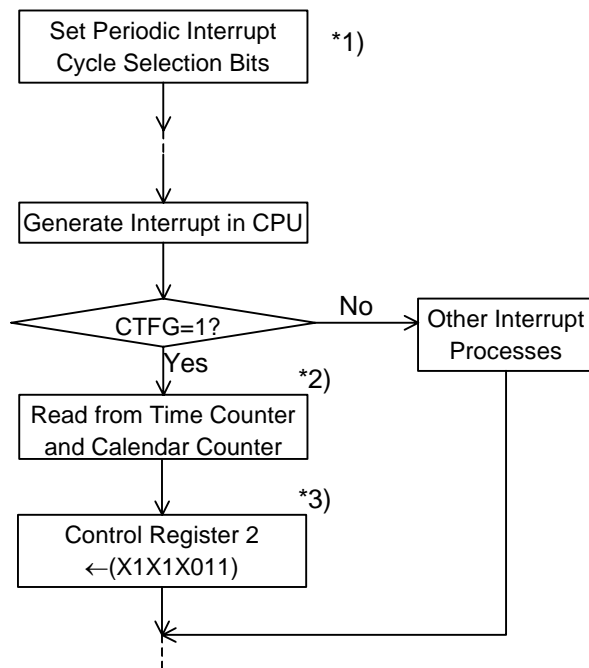 Set Periodic Interrupt
Cycle Selection Bits
*1)
Generate Interrupt in CPU
CTFG=1?
No
Other Interrupt
Processes
Yes
*2)
Read from Time Counter
and Calendar Counter
*3)
Control Register 2
←(X1X1X011)